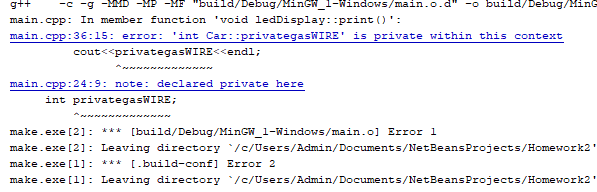 g++    -c -g -MMD -MP -MF "build/Debug/MinGW_1-Windows/main.o.d" -o build/Debug/Min
main.cpp: In member function 'void ledDisplay::print()':
main.cpp:36:15: error: 'int Car::privategasWIRE' is private within this context
         cout<<privategasWIRE<<endl;
               ^~~~~~~~~~~~~~
main.cpp:24:9: note: declared private here
     int privategasWIRE;
         ^~~~~~~~~~~~~~
make.exe[2]: *** [build/Debug/MinGW_1-Windows/main.o] Error 1
make.exe[2]: Leaving directory `/c/Users/Admin/Documents/NetBeansProjects/Homework2'
make.exe[1]: *** [.build-conf] Error 2
make.exe[1]: Leaving directory `/c/Users/Admin/Documents/NetBeansProjects/Homework2'